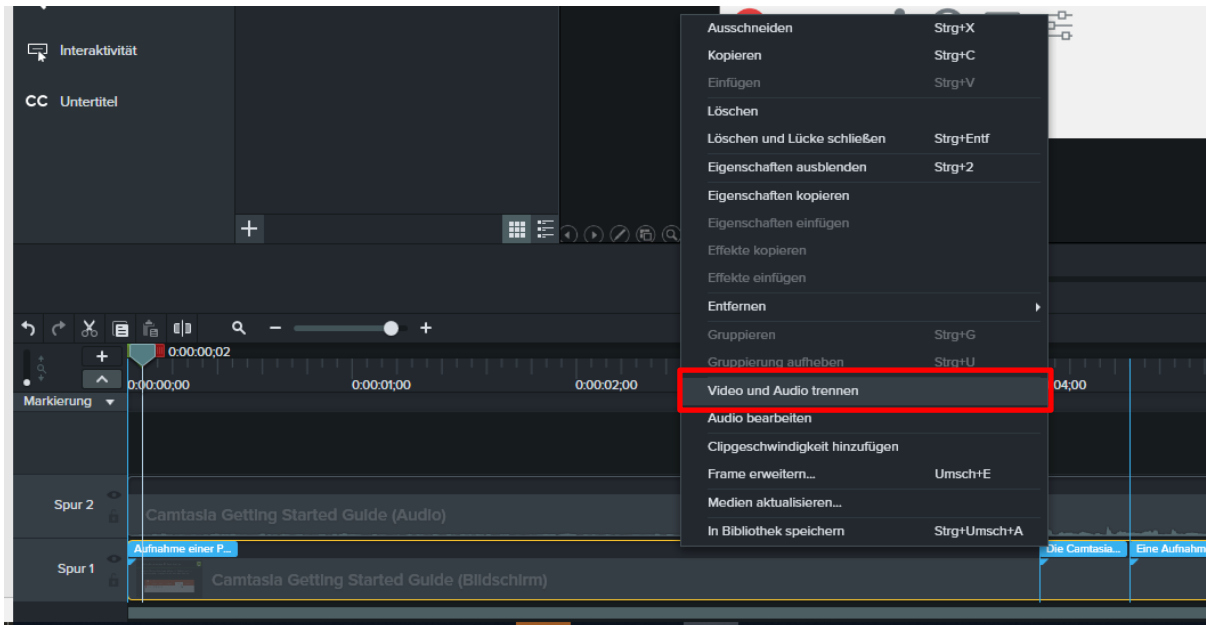 Interaktivität
CC Untertitel
Ausschneiden Strg+X
Kopieren Strg+C
Einfügen Strg+V
Löschen
Löschen und Lücke schließen Strg+Entf
Eigenschaften ausblenden Strg+2
Eigenschaften kopieren
Eigenschaften einfügen
Effekte kopieren
Effekte einfügen
Entfernen
Gruppieren Strg+G
Gruppierung aufheben Strg+U
Video und Audio trennen
Audio bearbeiten
Clipgeschwindigkeit hinzufügen
Frame erweitern... Umsch+E
Medien aktualisieren...
In Bibliothek speichern Strg+Umsch+A
0:00:00;02
0:00:00;00 0:00:01;00 0:00:02;00 04;00
Markierung
Spur 2
Camtasia Getting Started Guide (Audio)
Aufnahme einer P... Die Camtasia... Eine Aufnahm
Spur 1
Camtasia Getting Started Guide (Bildschirm)